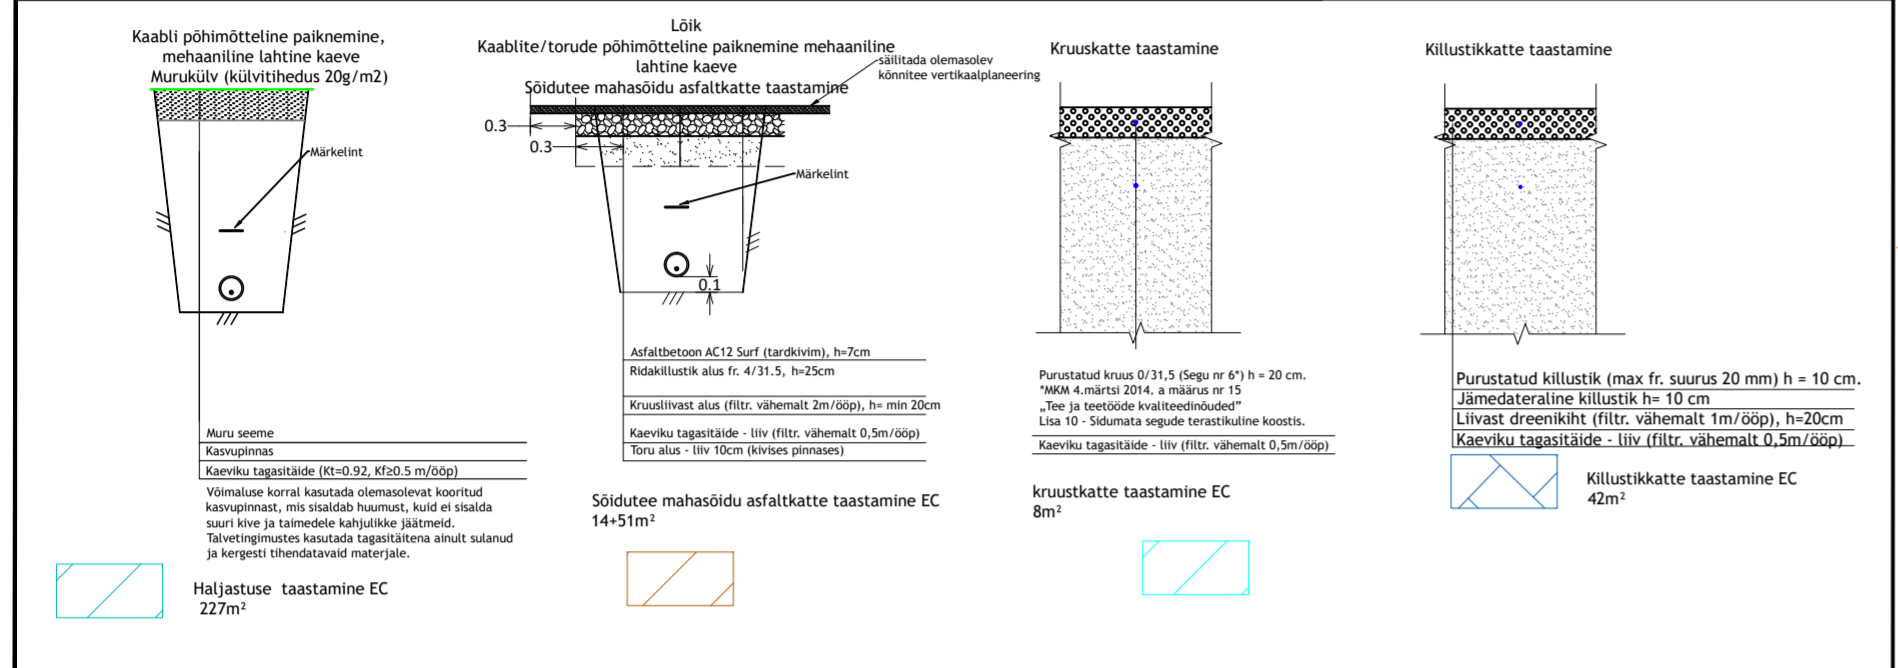 Kaabli põhimõtteline paiknemine,
mehaaniline lahtine kaeve
Murukülv (külvitihedus 20g/m2)
Märkelint
Muru seeme
Kasvupinnas
Kaeviku tagasitäide (Kt=0.92, Kf≥0.5 m/ööp)
Võimaluse korral kasutada olemasolevat kooritud
kasvupinnast, mis sisaldab huumust, kuid ei sisalda
suuri kive ja taimedele kahjulikke jäätmeid.
Talvetingimustes kasutada tagasitäitena ainult sulanud
ja kergesti tihendatavaid materjale.
Haljastuse taastamine EC
227m²
Lõik
Kaablite/torude põhimõtteline paiknemine mehaaniline
lahtine kaeve
Sõidutee mahasõidu asfaltkatte taastamine
säilitada olemasolev
kõnnitee vertikaalplaneering
0.3
0.3
Märkelint
0.1
Asfaltbetoon AC12 Surf (tardkivim), h=7cm
Ridakillustik alus fr. 4/31.5, h=25cm
Kruusliivast alus (filtr. vähemalt 2m/ööp), h= min 20cm
Kaeviku tagasitäide - liiv (filtr. vähemalt 0,5m/ööp)
Toru alus - liiv 10cm (kivises pinnases)
Sõidutee mahasõidu asfaltkatte taastamine EC
14+51m²
Kruuskatte taastamine
Purustatud kruus 0/31,5 (Segu nr 6*) h = 20 cm.
*MKM 4.märtsi 2014. a määrus nr 15
„Tee ja teetööde kvaliteedinõuded”
Lisa 10 - Sidumata segude terastikuline koostis.
Kaeviku tagasitäide - liiv (filtr. vähemalt 0,5m/ööp)
kruustkatte taastamine EC
8m²
Killustikkatte taastamine
Purustatud killustik (max fr. suurus 20 mm) h = 10 cm.
Jämedateraline killustik h= 10 cm
Liivast dreenikiht (filtr. vähemalt 1m/ööp), h=20cm
Kaeviku tagasitäide - liiv (filtr. vähemalt 0,5m/ööp)
Killustikkatte taastamine EC
42m²